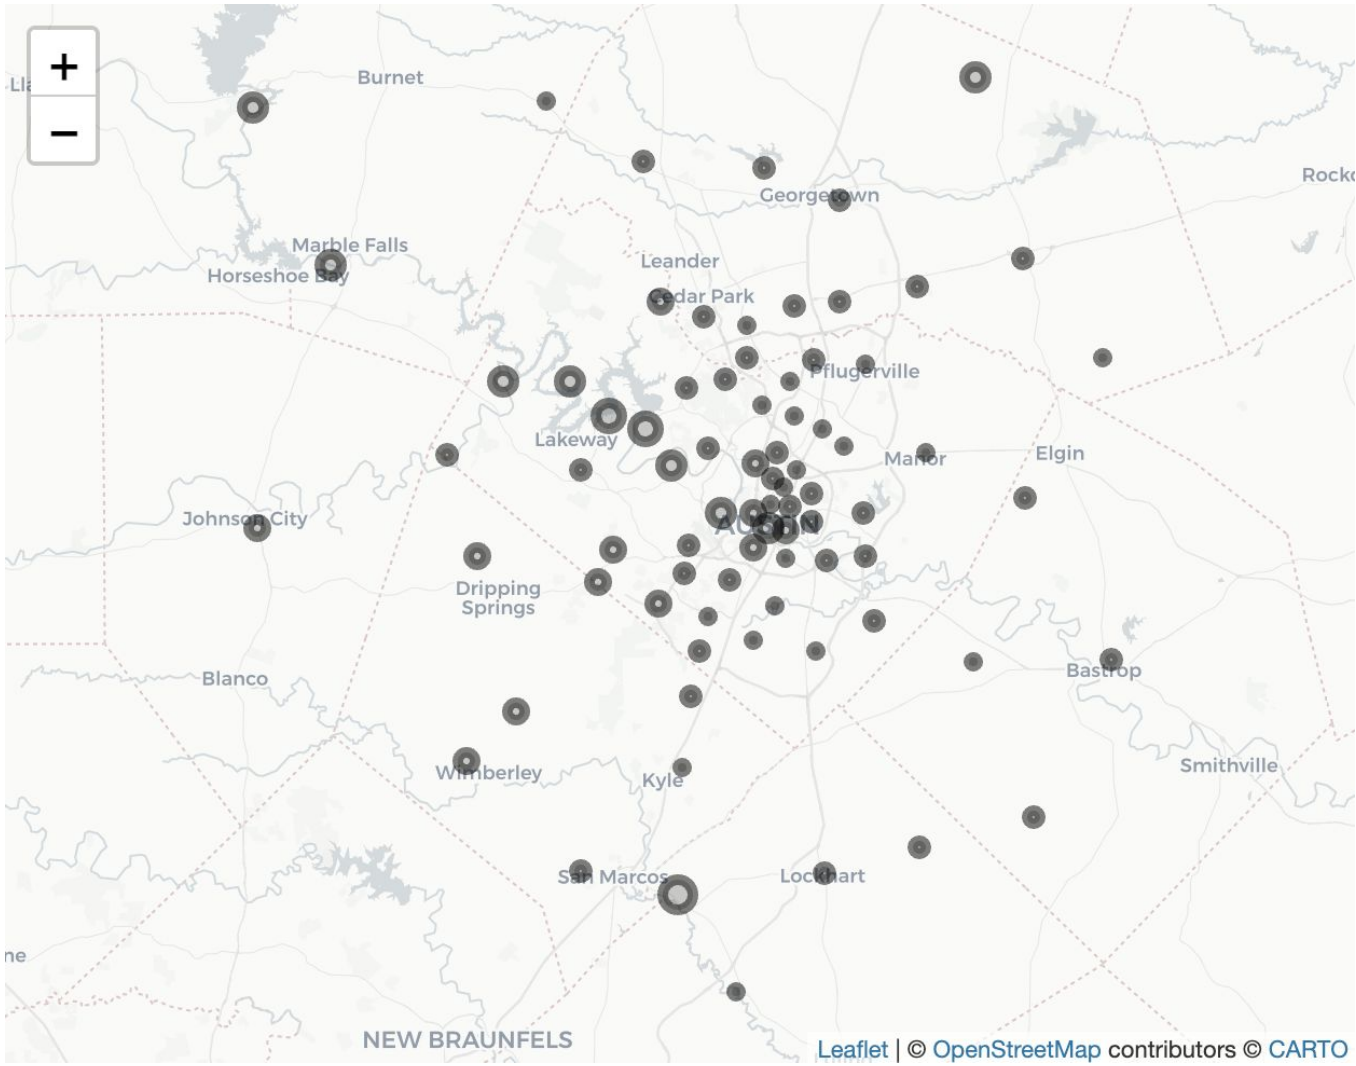 +
−
Burnet
Georgetown
Marble Falls
Horseshoe Bay
Leander
Cedar Park
Pflugerville
Lakeway
Manor
Elgin
Johnson City
AUSTIN
Dripping
Springs
Blanco
Bastrop
Wimberley
Kyle
Smithville
San Marcos
Lockhart
NEW BRAUNFELS
Leaflet | © OpenStreetMap contributors © CARTO